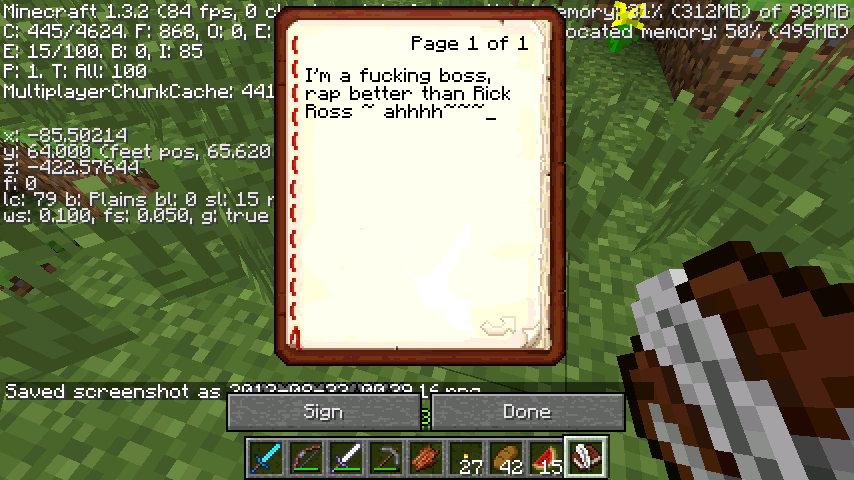 Minecraft 1.3.2 (84 fps, 0
C: 445/4624, F: 868, O: 0, E:
E: 15/100, B: 0, I: 85
P: 1. T: All: 100
MultiplayerChunkCache: 441
31% (312MB) of 989MB
memory: 50% (495MB)
x: -85.50214
y: 64.000 (feet pos, 65.620
z: -422.57644
f: 0
lc: 79 b: Plains bl: 0 sl: 15
ws: 0.100, fs: 0.050, g: true
Page 1 of 1
I'm a fucking boss,
rap better than Rick
Ross ~ ahhhh~~~_
Saved screenshot as
Sign
Done
27
42
15